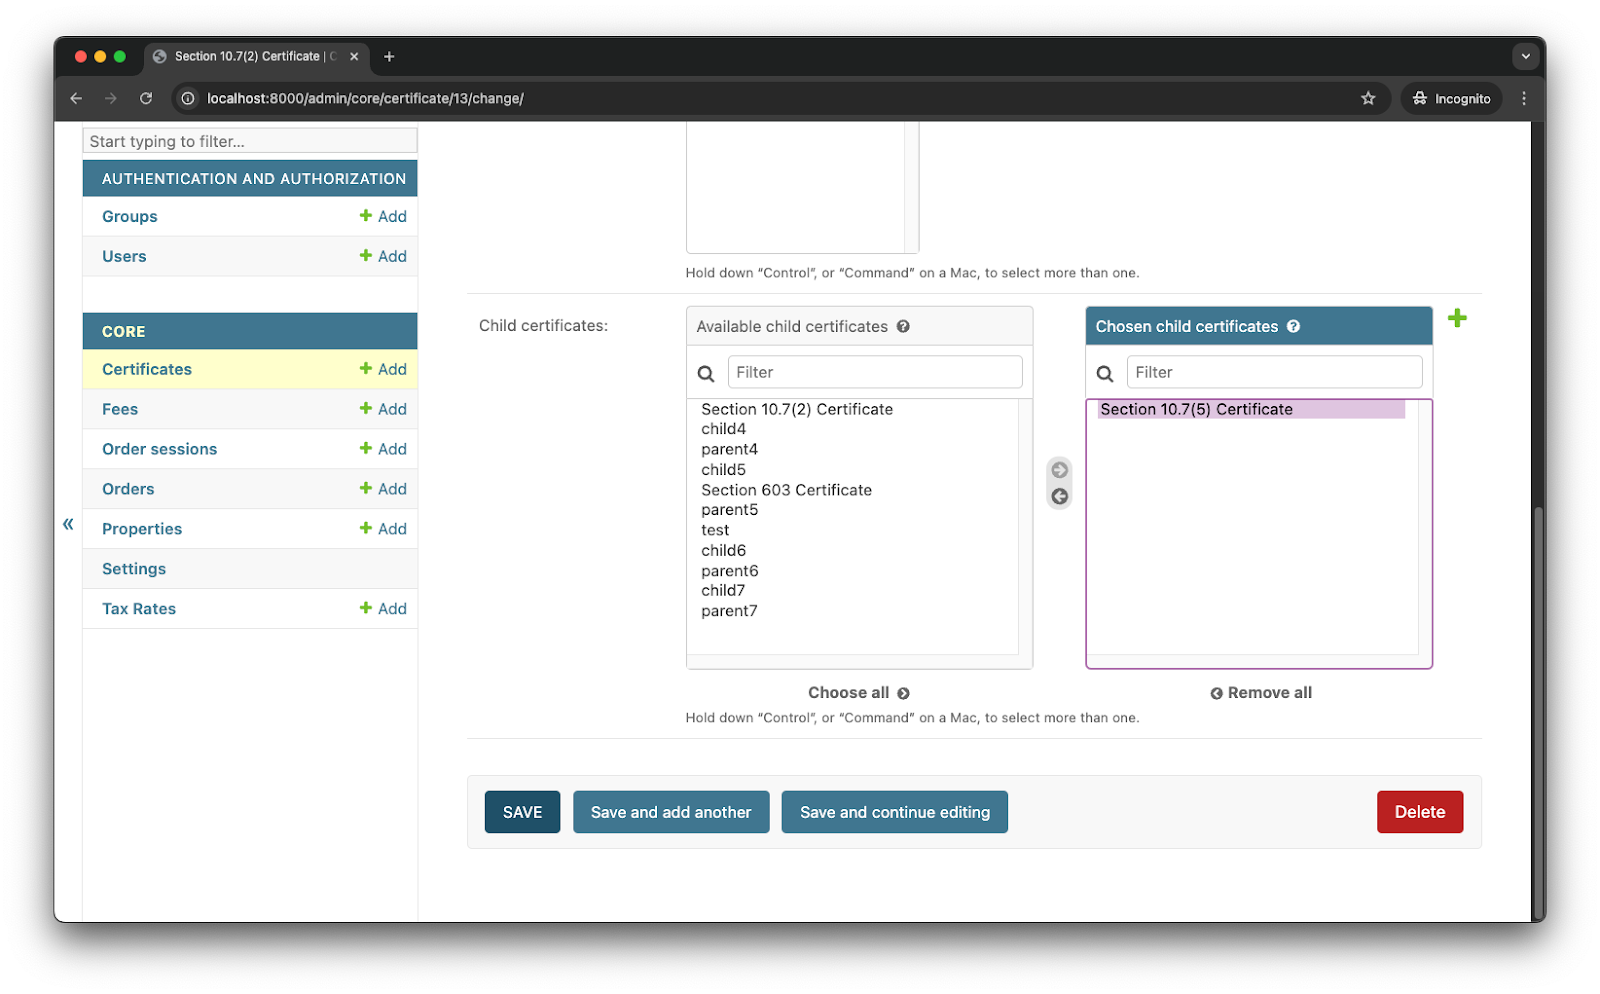 Section 10.7(2) Certificate | C
localhost:8000/admin/core/certificate/13/change/
Incognito
Start typing to filter...
AUTHENTICATION AND AUTHORIZATION
Groups Add
Users Add
CORE
Certificates Add
Fees Add
Order sessions Add
Orders Add
Properties Add
Settings
Tax Rates Add
Hold down “Control”, or “Command” on a Mac, to select more than one.
Child certificates:
Available child certificates
Filter
Section 10.7(2) Certificate
child4
parent4
child5
Section 603 Certificate
parent5
test
child6
parent6
child7
parent7
Choose all
Chosen child certificates
Filter
Section 10.7(5) Certificate
Remove all
Hold down “Control”, or “Command” on a Mac, to select more than one.
SAVE
Save and add another
Save and continue editing
Delete